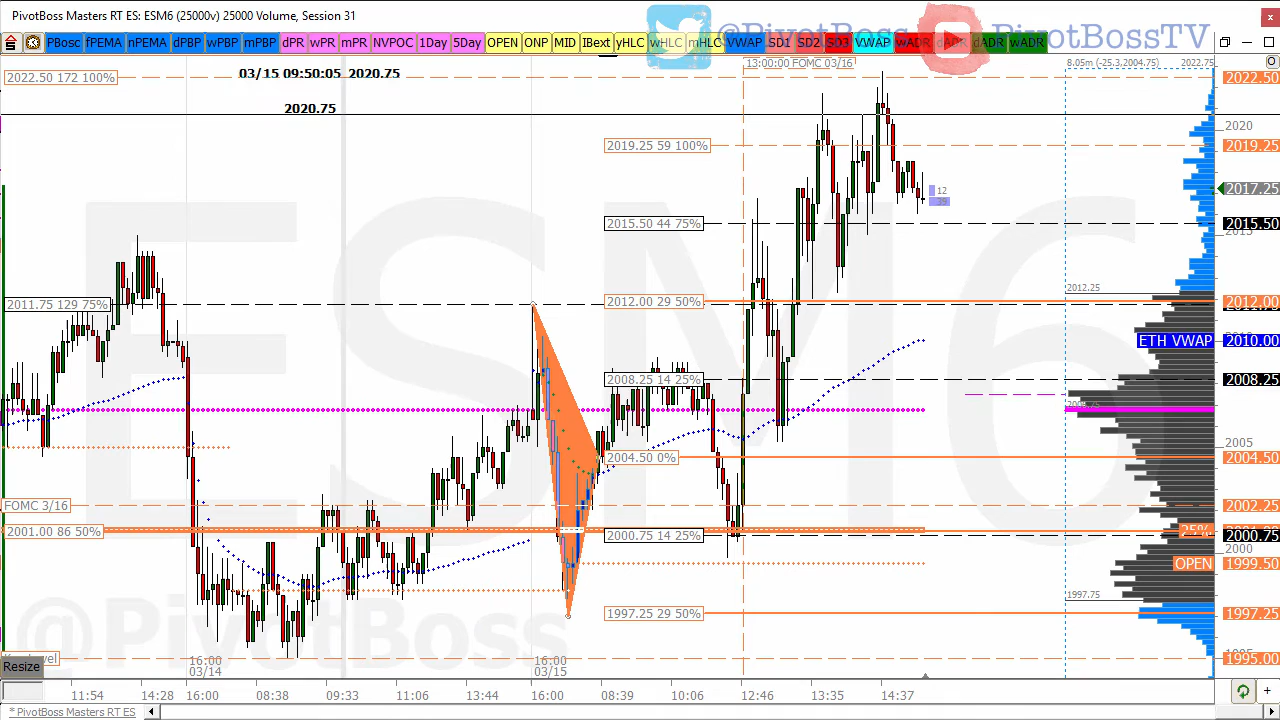 PivotBoss Masters RT ES: ESM6 (25000v) 25000 Volume, Session 31
@PivotBoss PivotBossTV
PBosc fPEMA nPEMA dPBP wPBP mPBP dPR wPR mPR NVPOC 1Day 5Day OPEN ONP MID IBext yHLC wHLC mHLC VWAP SD1 SD2 SD3 VWAP wADR dADR dADR wADR
13:00:00 FOMC 03/16
8.05m (-25.3,2004.75) 2022.75
03/15 09:50:05 2020.75
2022.50 172 100%
2022.50
2020.75
2020
2019.25 59 100%
2019.25
12
2017.25
39
2015.50 44 75%
2015.50
2015
2012.25
2012.00 29 50%
2012.00
2011.75 129 75%
ETH VWAP
2010.00
2008.25 14 25%
2008.25
2005
2004.50 0%
2004.50
FOMC 3/16
2002.25
2001.00 86 50%
25%
2000.75 14 25%
2000.75
2000
OPEN
1999.50
1997.75
1997.25 29 50%
1997.25
ESM6
@PivotBoss
1995.00
Resize
16:00
03/14
16:00
03/15
11:54 14:28 16:00 08:38 09:33 11:06 13:44 16:00 08:39 10:06 12:46 13:35 14:37
* PivotBoss Masters RT ES